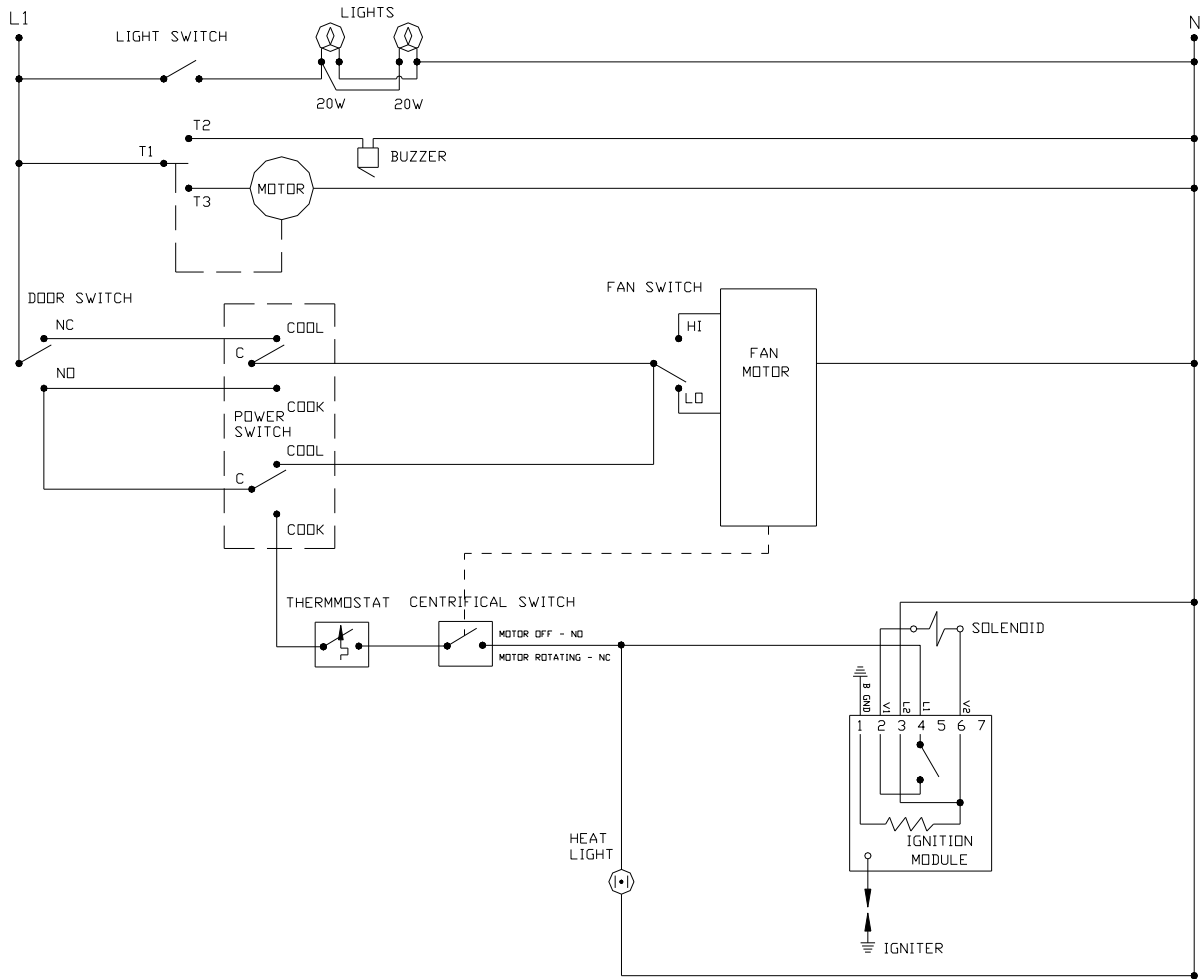 L1
LIGHTS
N
LIGHT SWITCH
20W
20W
T2
T1
BUZZER
MOTOR
T3
DOOR SWITCH
FAN SWITCH
NC
COOL
HI
C
FAN
MOTOR
NO
LO
COOK
POWER
SWITCH
COOL
C
COOK
THERMMOSTAT
CENTRIFICAL SWITCH
MOTOR OFF - NO
MOTOR ROTATING - NC
SOLENOID
B GND
V1
L2
L1
V2
1 2 3 4 5 6 7
HEAT
LIGHT
IGNITION
MODULE
IGNITER